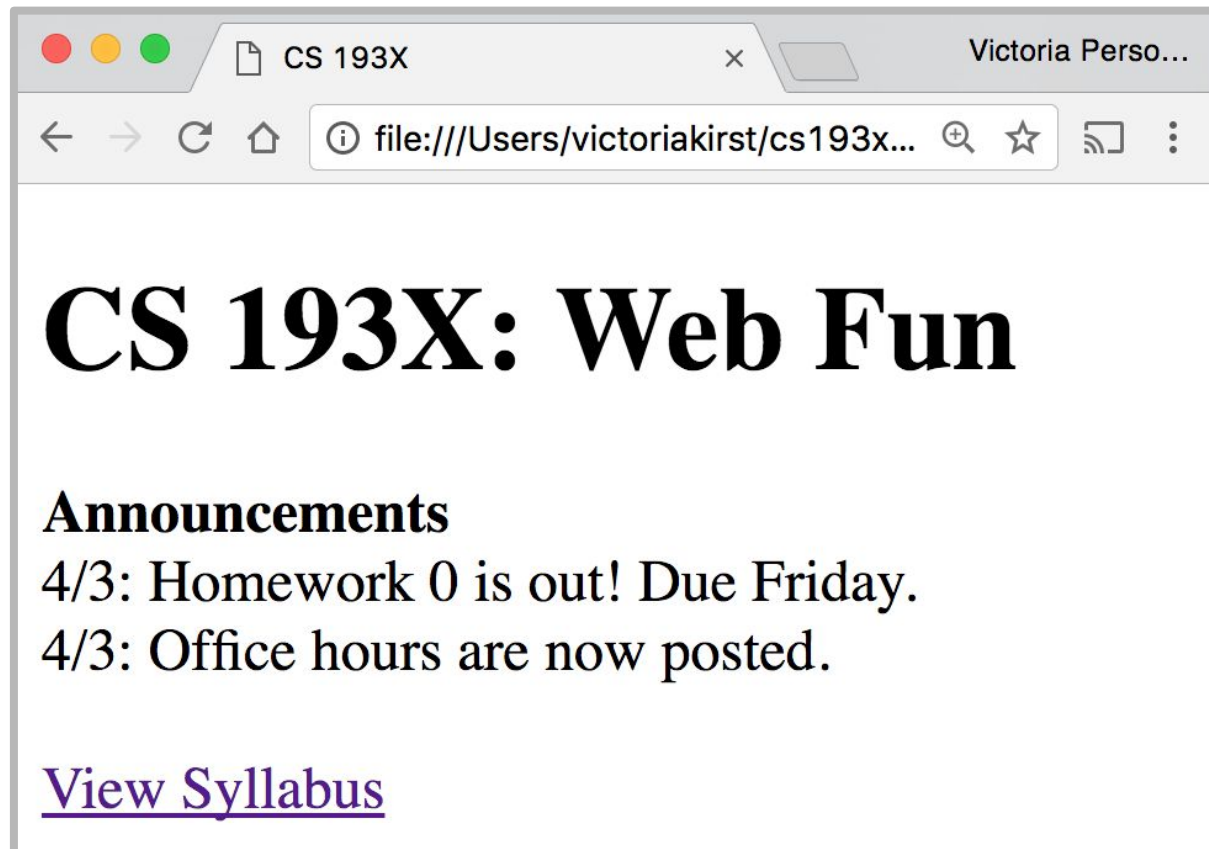 CS 193X
Victoria Perso...
file:///Users/victoriakirst/cs193x...
CS 193X: Web Fun
Announcements
4/3: Homework 0 is out! Due Friday.
4/3: Office hours are now posted.
View Syllabus